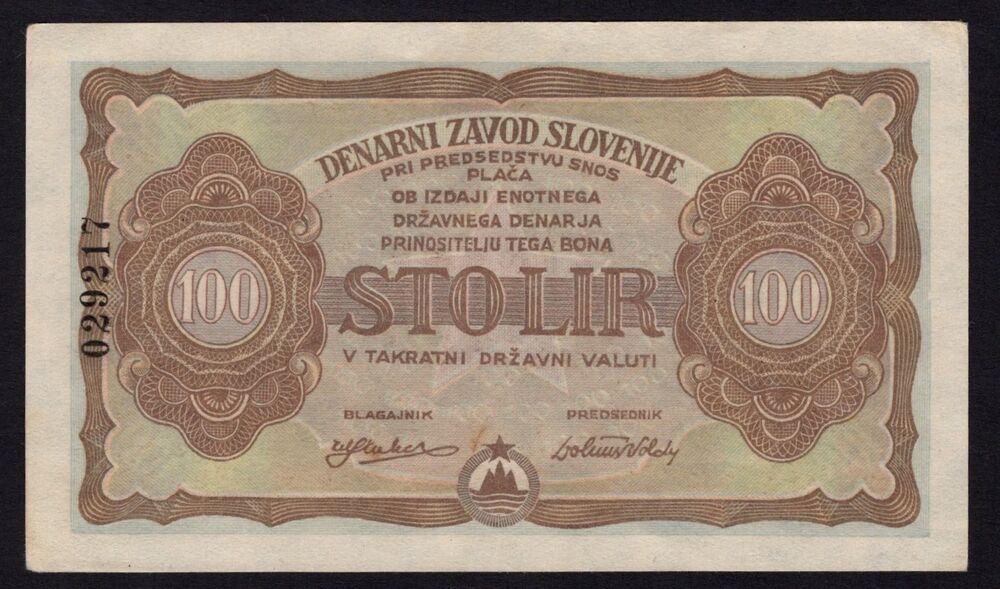 DENARNI ZAVOD SLOVENIJE
PRI PREDSEDSTVU SNOS
PLAČA
OB IZDAJI ENOTNEGA
DRŽAVNEGA DENARJA
PRINOSITELJU TEGA BONA
100 STO LIR 100
V TAKRATNI DRŽAVNI VALUTI
BLAGAJNIK PREDSEDNIK
029217